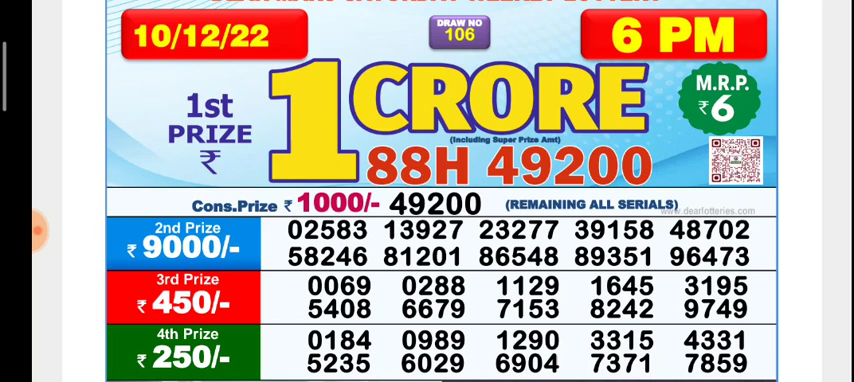 10/12/22
DRAW NO
106
6 PM
1st
PRIZE
₹
1 CRORE
(Including Super Prize Amt)
88H 49200
M.R.P.
₹ 6
Cons.Prize ₹ 1000/- 49200 (REMAINING ALL SERIALS)
www.dearlotteries.com
2nd Prize
₹ 9000/-
02583 13927 23277 39158 48702
58246 81201 86548 89351 96473
3rd Prize
₹ 450/-
0069 0288 1129 1645 3195
5408 6679 7153 8242 9749
4th Prize
₹ 250/-
0184 0989 1290 3315 4331
5235 6029 6904 7371 7859